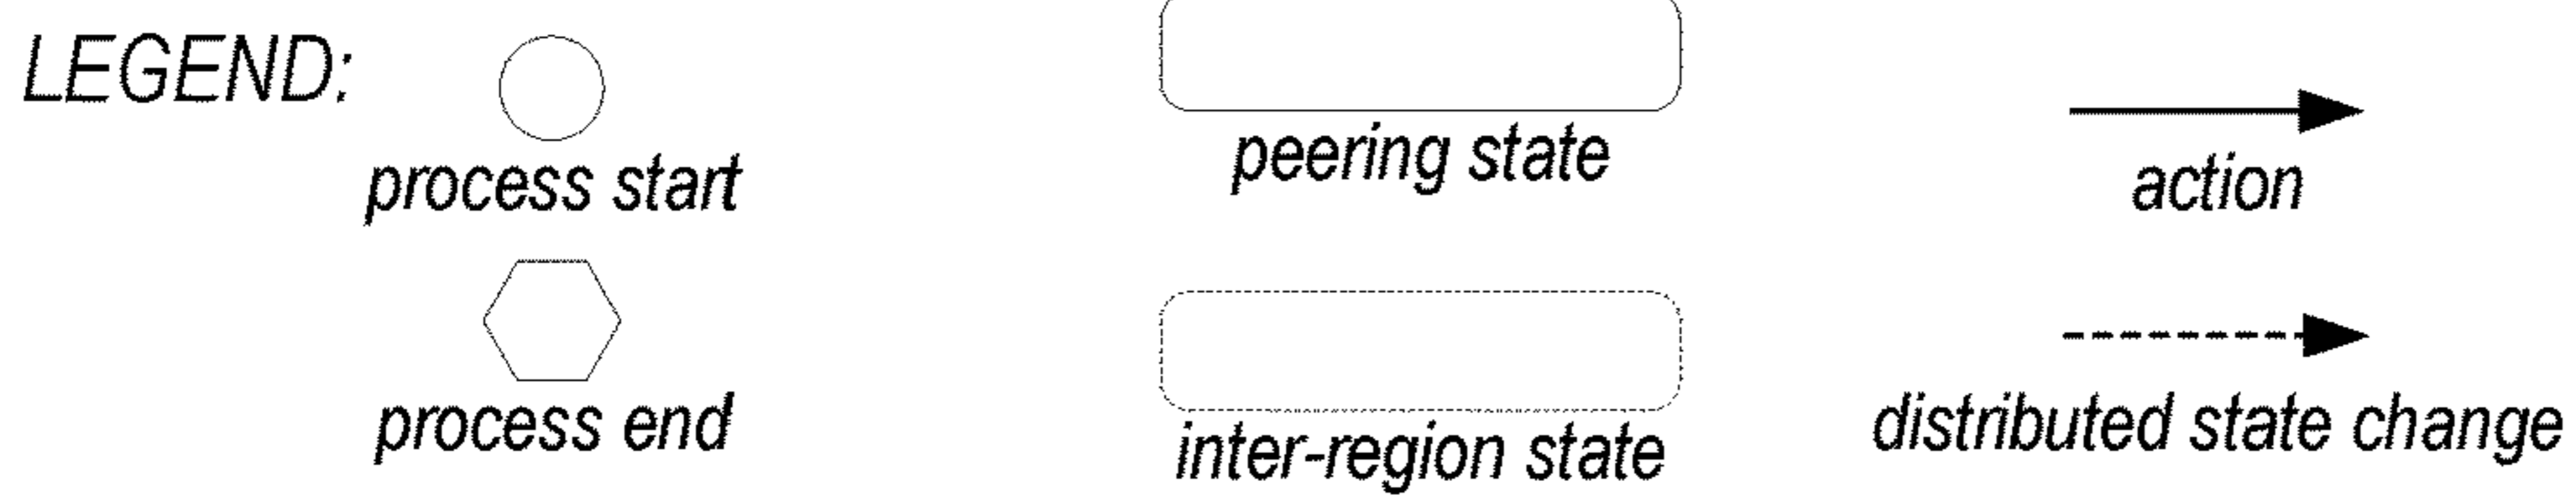 LEGEND:
process start
peering state
action
process end
inter-region state
distributed state change